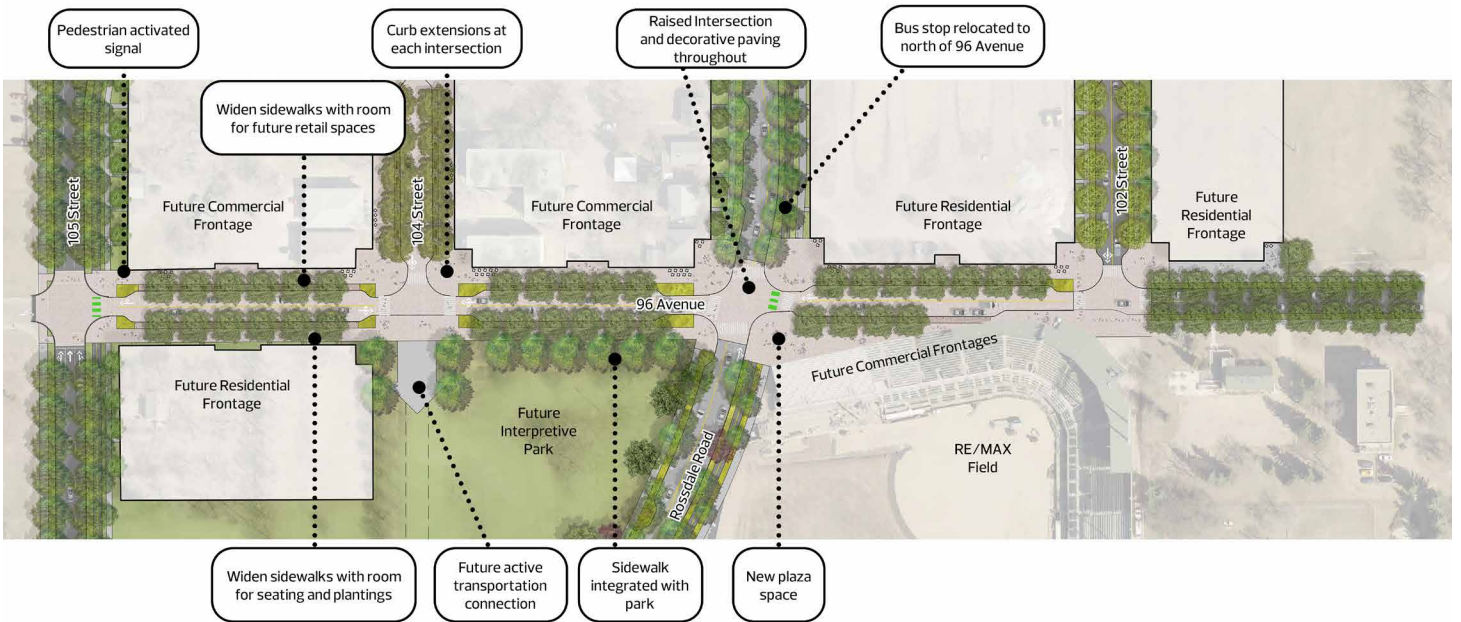 Pedestrian activated
signal
Curb extensions at
each intersection
Raised Intersection
and decorative paving
throughout
Bus stop relocated to
north of 96 Avenue
Widen sidewalks with room
for future retail spaces
105 Street
Future Commercial
Frontage
104 Street
Future Commercial
Frontage
Future Residential
Frontage
102 Street
Future
Residential
Frontage
96 Avenue
Future Commercial Frontages
Future Residential
Frontage
Future
Interpretive
Park
Rossdale Road
RE/MAX
Field
Widen sidewalks with room
for seating and plantings
Future active
transportation
connection
Sidewalk
integrated with
park
New plaza
space